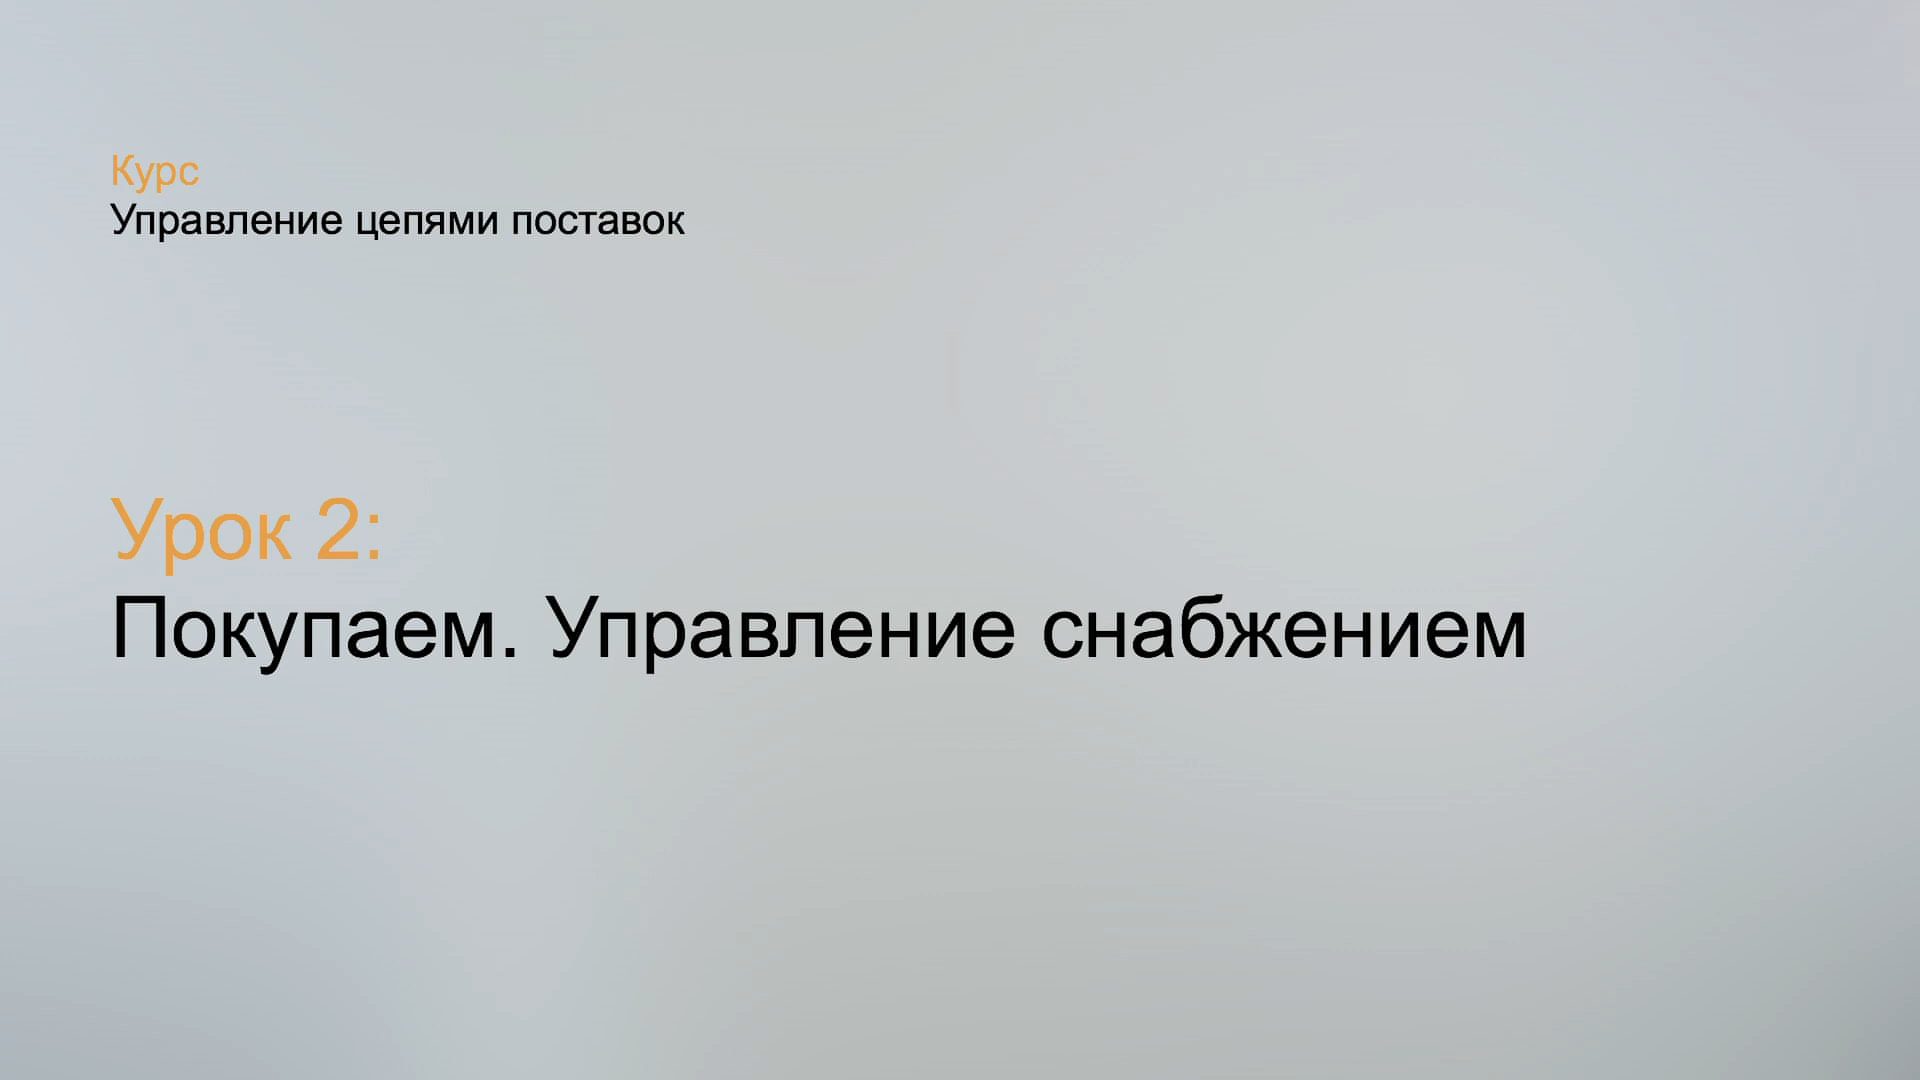 Курс
Управление цепями поставок
Урок 2:
Покупаем. Управление снабжением